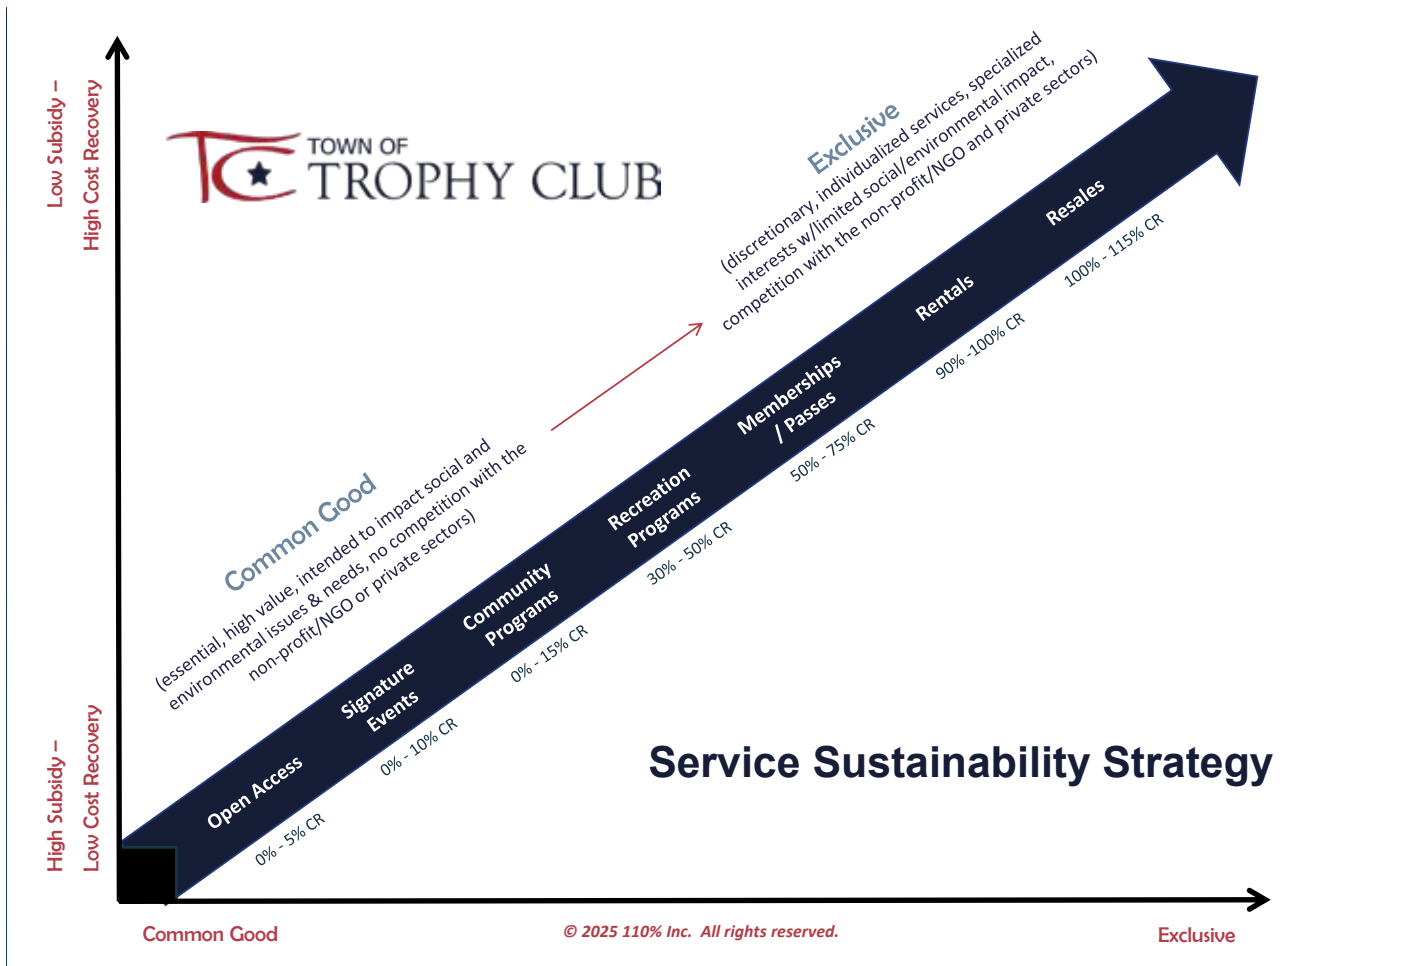 Low Subsidy –
High Cost Recovery
TOWN OF
TROPHY CLUB
Exclusive
(discretionary, individualized services, specialized
interests w/limited social/environmental impact,
competition with the non-profit/NGO and private sectors)
Common Good
(essential, high value, intended to impact social and
environmental issues & needs, no competition with the
non-profit/NGO or private sectors)
Resales
100% - 115% CR
Rentals
90% -100% CR
Memberships
/ Passes
50% - 75% CR
Recreation
Programs
30% - 50% CR
Community
Programs
0% - 15% CR
Signature
Events
0% - 10% CR
Open Access
0% - 5% CR
Service Sustainability Strategy
High Subsidy –
Low Cost Recovery
Common Good
© 2025 110% Inc. All rights reserved.
Exclusive